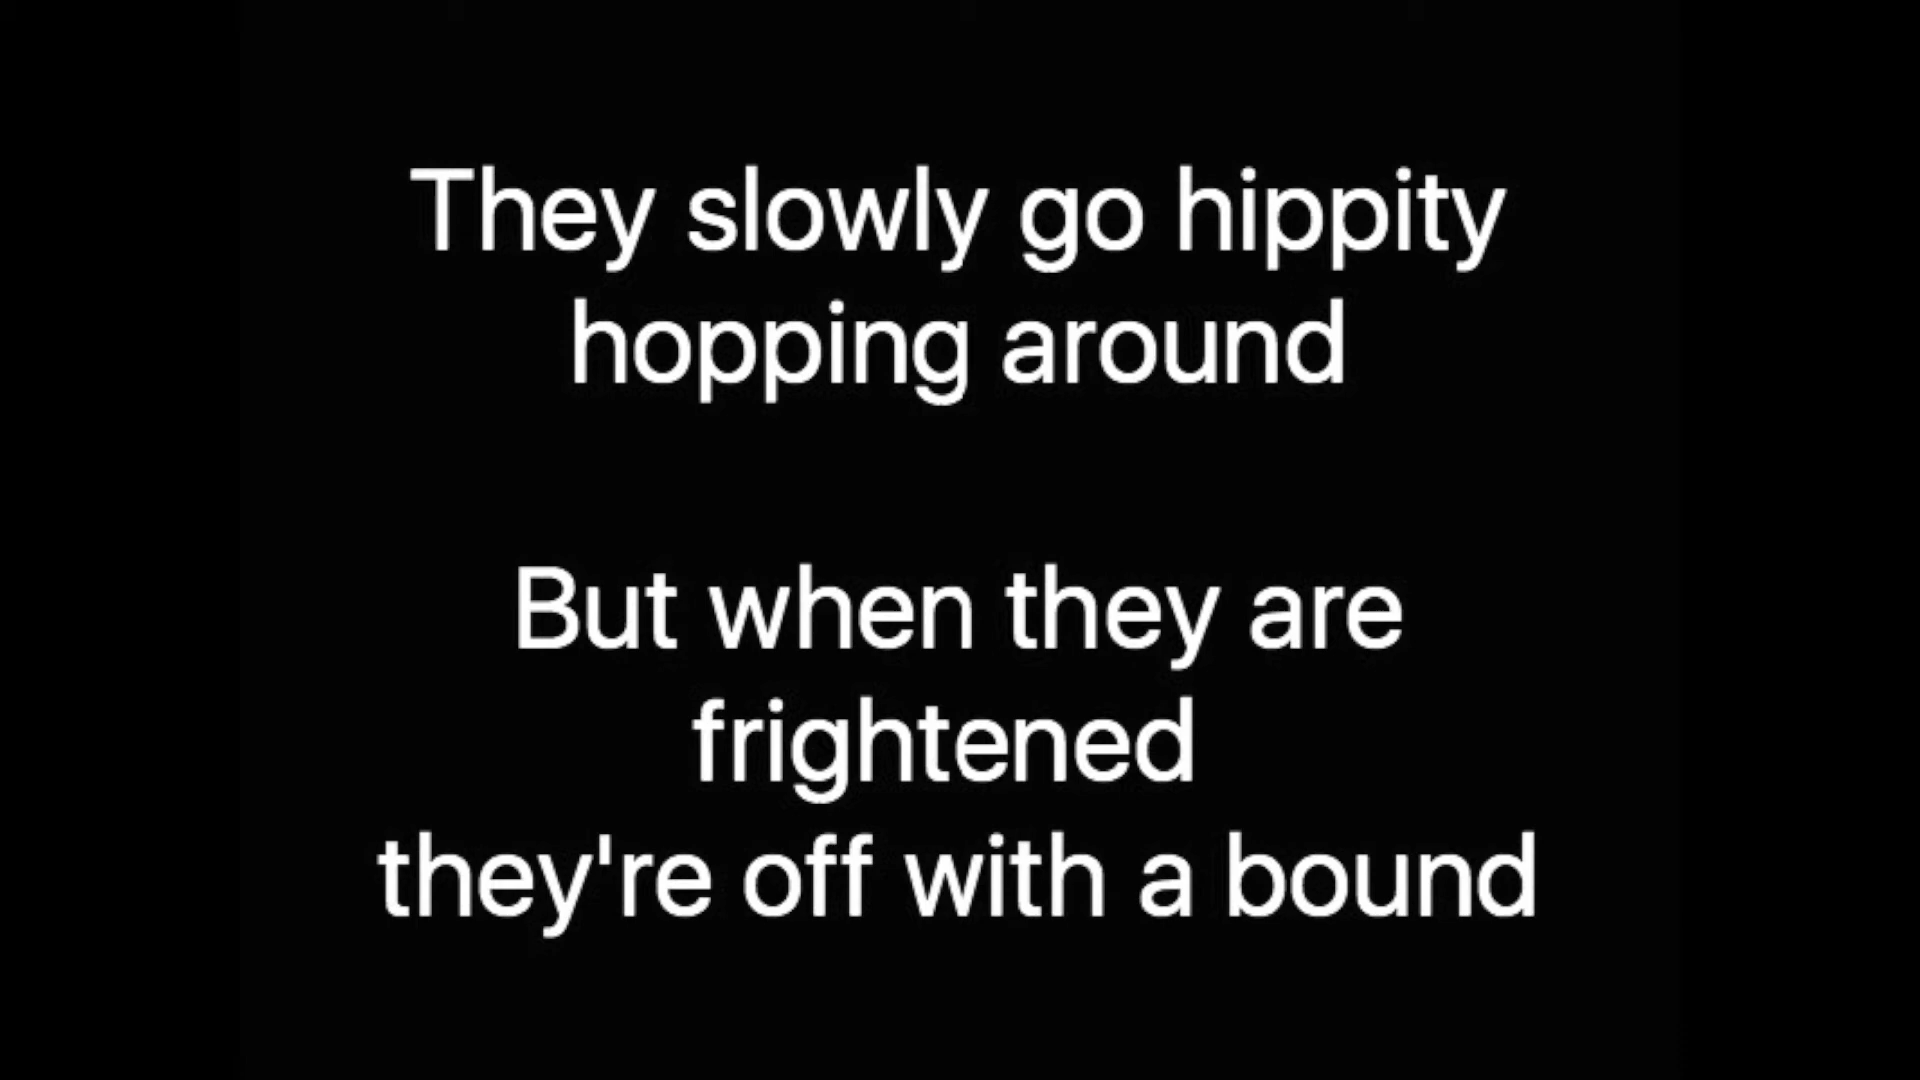 They slowly go hippity
hopping around
But when they are
frightened
they're off with a bound